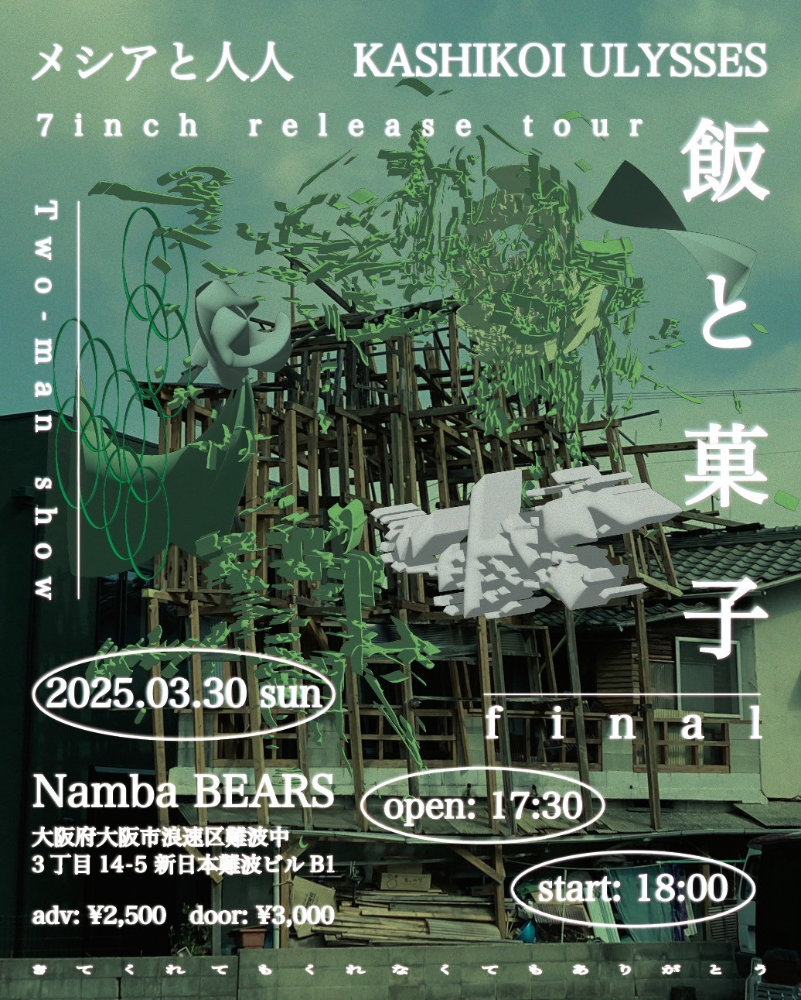 メシアと人人 KASHIKOI ULYSSES
7inch release tour
飯と菓子
Two-man show
final
2025.03.30 sun
Namba BEARS
大阪府大阪市浪速区難波中
3丁目14-5 新日本難波ビル B1
open: 17:30
start: 18:00
adv: ¥2,500 door: ¥3,000
きてくれてもくれなくてもありがとう